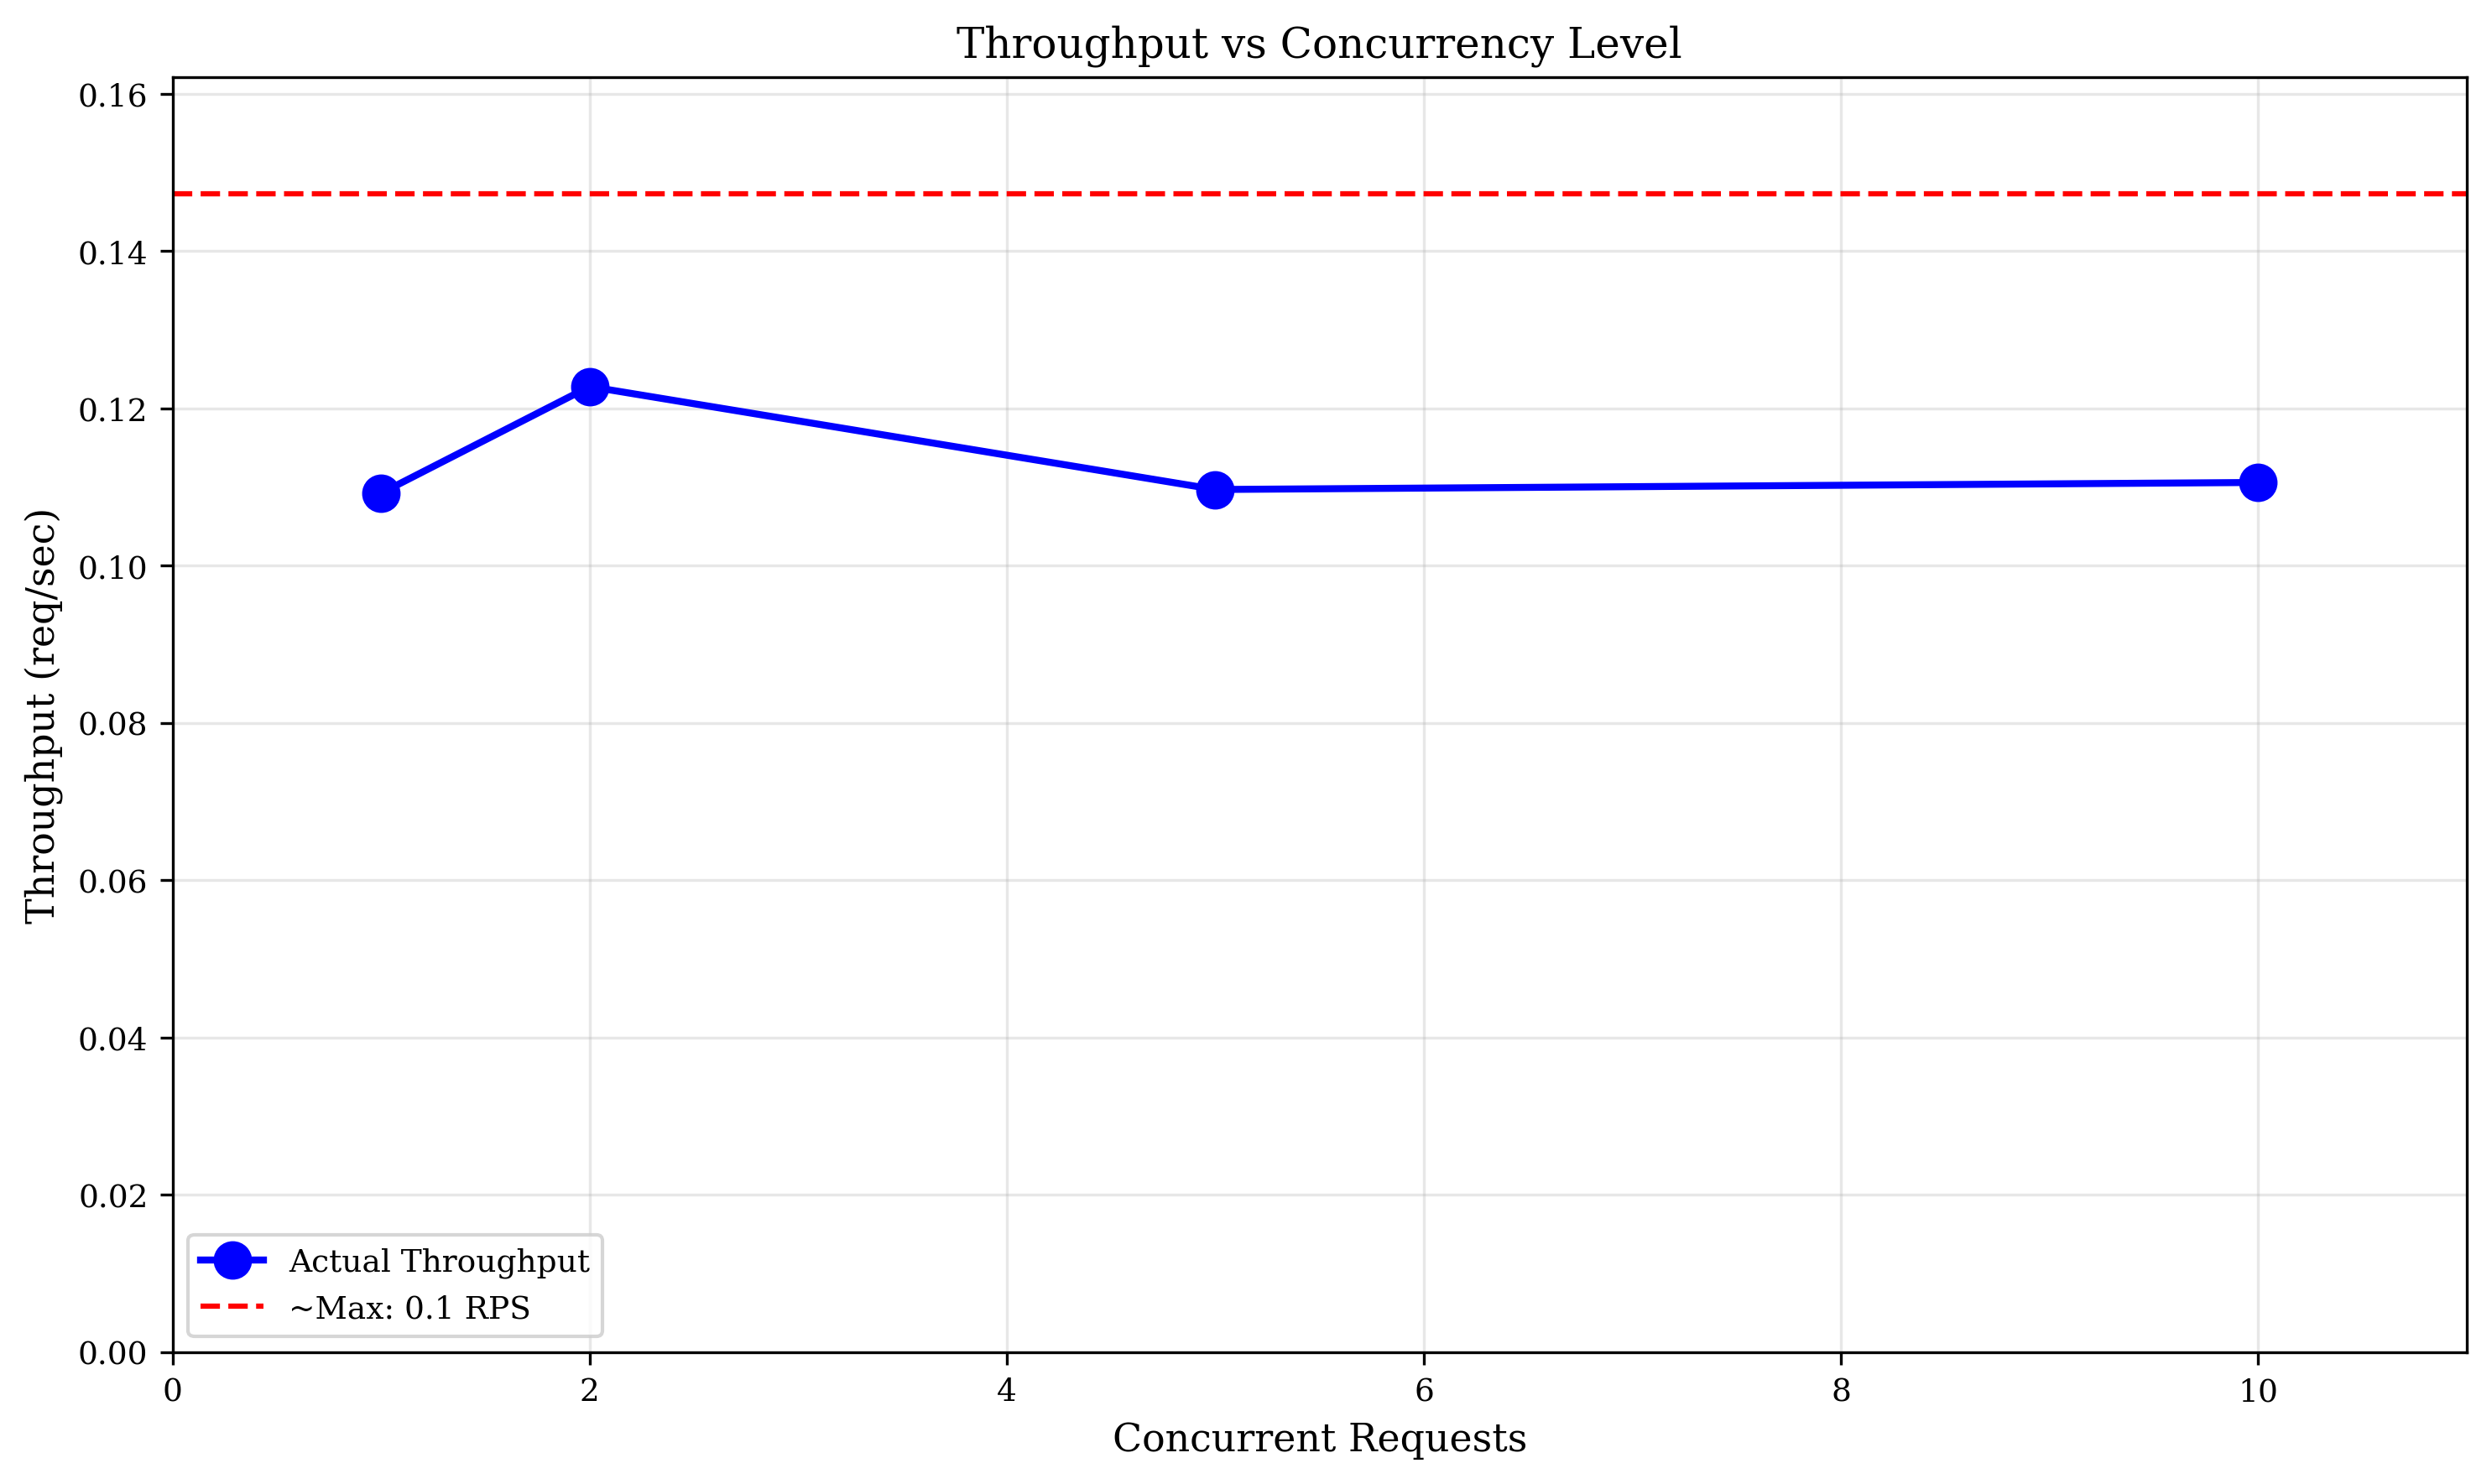 Throughput vs Concurrency Level
0.16
0.14
0.12
0.10
0.08
0.06
0.04
0.02
0.00
Throughput (req/sec)
Actual Throughput
~Max: 0.1 RPS
0 2 4 6 8 10
Concurrent Requests